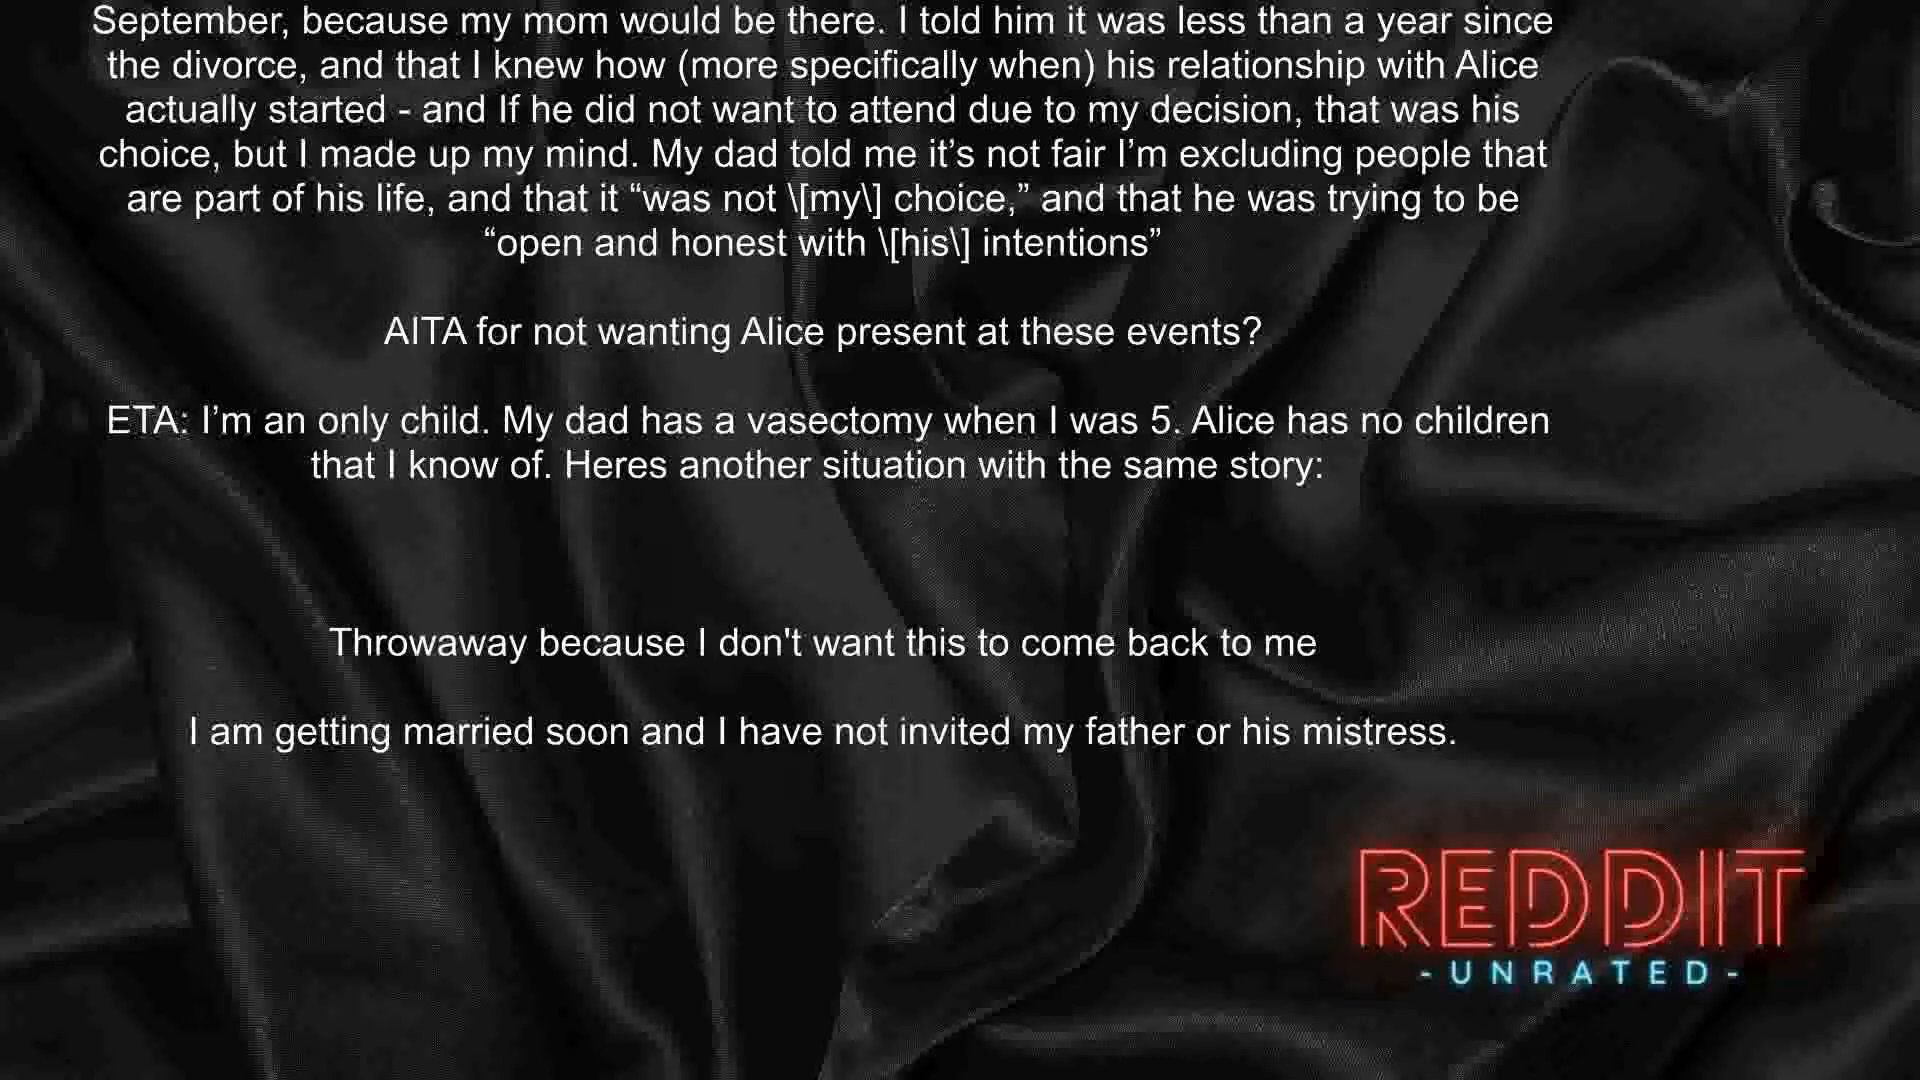 September, because my mom would be there. I told him it was less than a year since
the divorce, and that I knew how (more specifically when) his relationship with Alice
actually started - and If he did not want to attend due to my decision, that was his
choice, but I made up my mind. My dad told me it’s not fair I’m excluding people that
are part of his life, and that it “was not \[my\] choice,” and that he was trying to be
“open and honest with \[his\] intentions”
AITA for not wanting Alice present at these events?
ETA: I’m an only child. My dad has a vasectomy when I was 5. Alice has no children
that I know of. Heres another situation with the same story:
Throwaway because I don't want this to come back to me
I am getting married soon and I have not invited my father or his mistress.
REDDIT
- UNRATED -